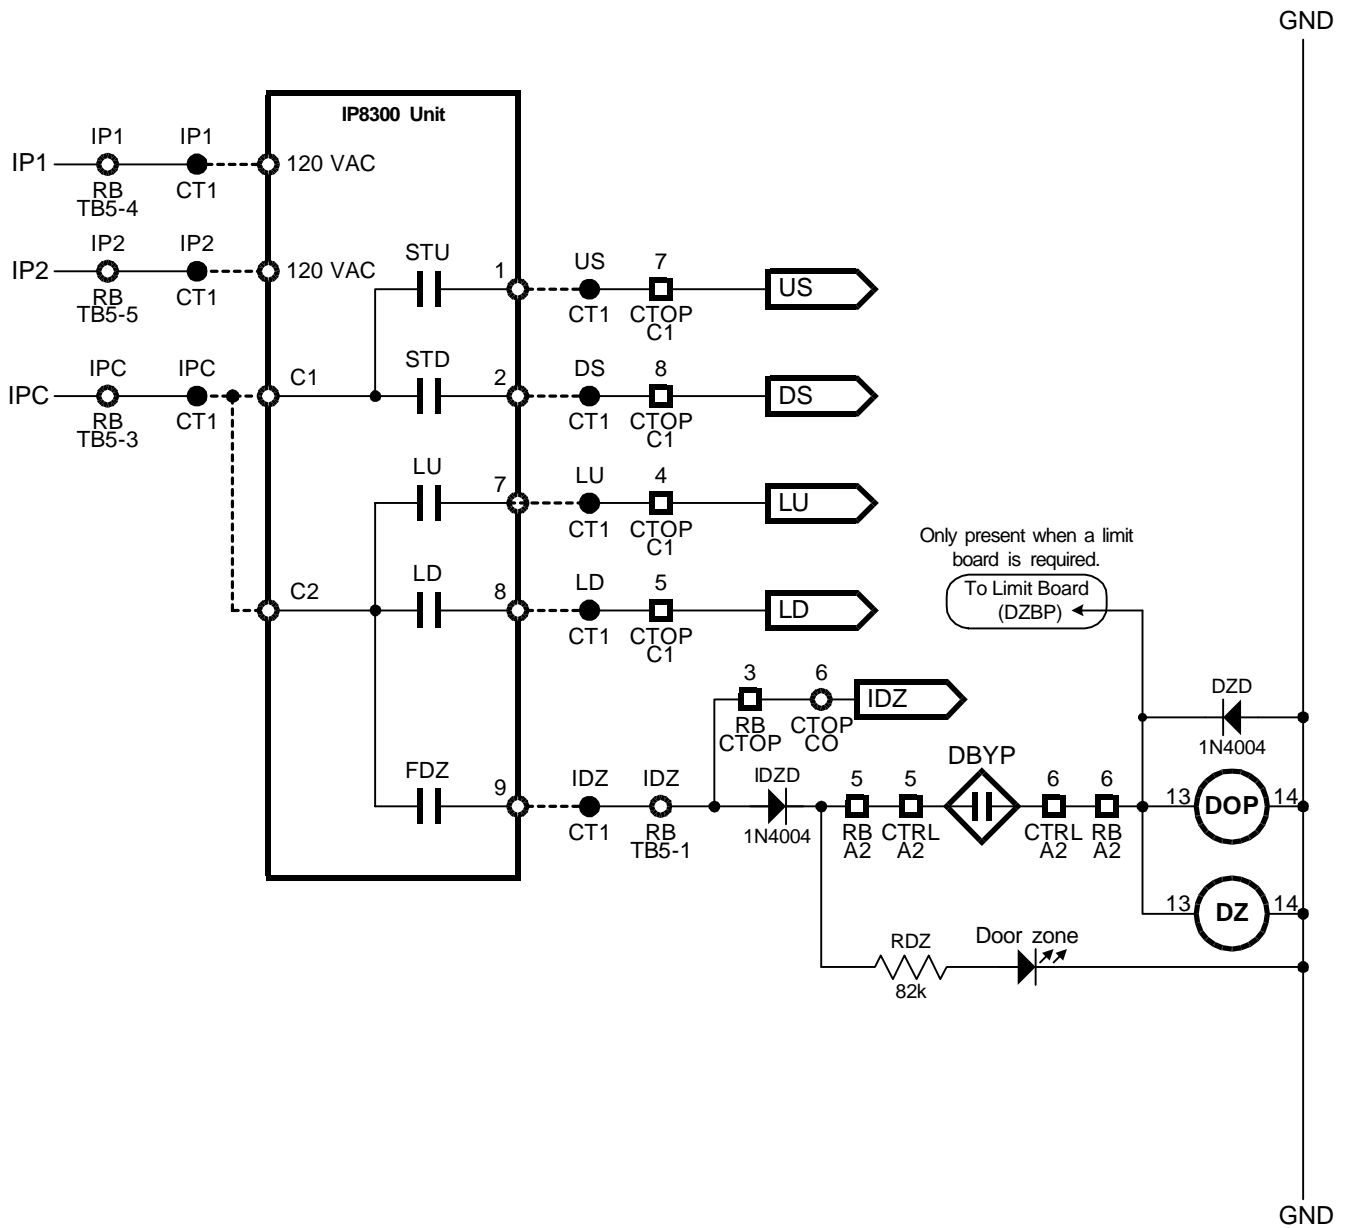 GND
IP8300 Unit
IP1 IP1
IP1 120 VAC
RB CT1
TB5-4
IP2 IP2
IP2 120 VAC
RB CT1
TB5-5
STU 1 US 7
US
CT1 CTOP
C1
IPC IPC STD DS 8
IPC C1 2 DS
RB CT1 CT1 CTOP
TB5-3 C1
LU 7 LU 4
LU
CT1 CTOP
C1
Only present when a limit
board is required.
To Limit Board
(DZBP)
LD LD 5
C2 8 LD
CT1 CTOP
C1
3 6
IDZ
RB CTOP
CTOP CO
DZD
1N4004
FDZ 9 IDZ IDZ IDZD 5 5 DBYP 6 6
13 DOP 14
CT1 RB 1N4004 RB CTRL CTRL RB
TB5-1 A2 A2 A2 A2
13 DZ 14
RDZ Door zone
82k
GND